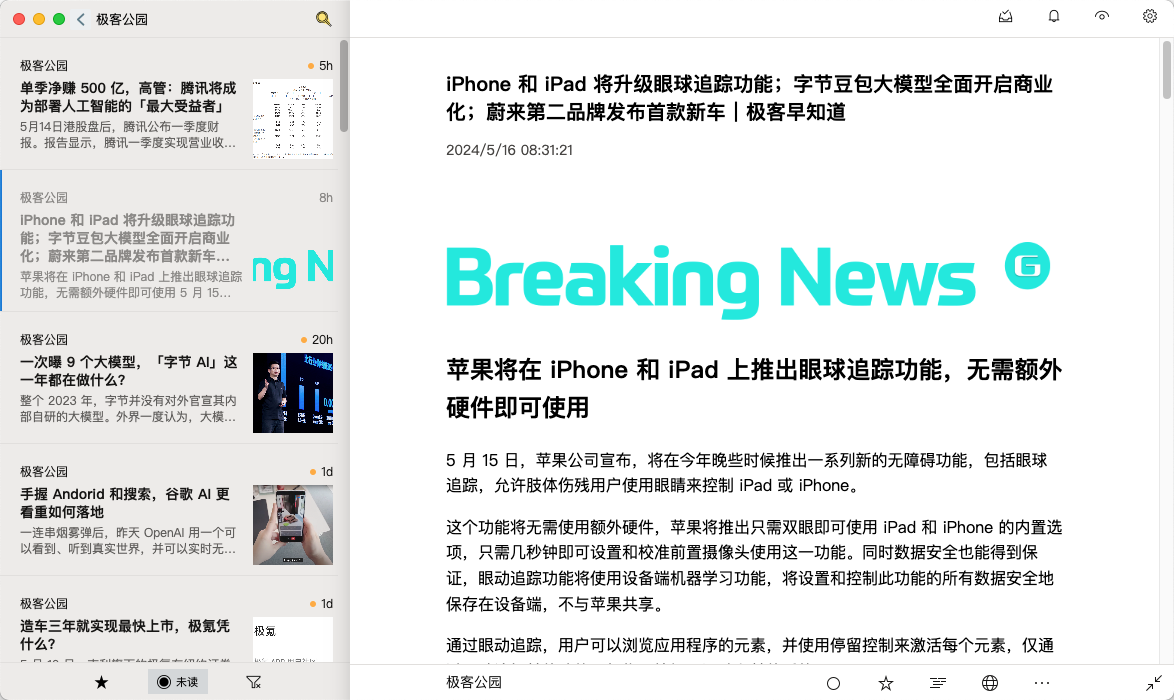 极客公园
极客公园
5h
单季净赚 500 亿，高管：腾讯将成
为部署人工智能的「最大受益者」
5月14日港股盘后，腾讯公布一季度财
报。报告显示，腾讯一季度实现营业收…
极客公园
8h
iPhone 和 iPad 将升级眼球追踪功
能；字节豆包大模型全面开启商业
化；蔚来第二品牌发布首款新车…
苹果将在 iPhone 和 iPad 上推出眼球追踪
功能，无需额外硬件即可使用 5 月 15…
ng N
极客公园
20h
一次曝 9 个大模型，「字节 AI」这
一年都在做什么？
整个 2023 年，字节并没有对外官宣其内
部自研的大模型。外界一度认为，大模…
极客公园
1d
手握 Andorid 和搜索，谷歌 AI 更
看重如何落地
一连串烟雾弹后，昨天 OpenAI 用一个可
以看到、听到真实世界，并可以实时无…
极客公园
1d
造车三年就实现最快上市，极氪凭
什么？
极氪
未读
iPhone 和 iPad 将升级眼球追踪功能；字节豆包大模型全面开启商业
化；蔚来第二品牌发布首款新车｜极客早知道
2024/5/16 08:31:21
Breaking News G
苹果将在 iPhone 和 iPad 上推出眼球追踪功能，无需额外
硬件即可使用
5 月 15 日，苹果公司宣布，将在今年晚些时候推出一系列新的无障碍功能，包括眼球
追踪，允许肢体伤残用户使用眼睛来控制 iPad 或 iPhone。
这个功能将无需使用额外硬件，苹果将推出只需双眼即可使用 iPad 和 iPhone 的内置选
项，只需几秒钟即可设置和校准前置摄像头使用这一功能。同时数据安全也能得到保
证，眼动追踪功能将使用设备端机器学习功能，将设置和控制此功能的所有数据安全地
保存在设备端，不与苹果共享。
通过眼动追踪，用户可以浏览应用程序的元素，并使用停留控制来激活每个元素，仅通
极客公园